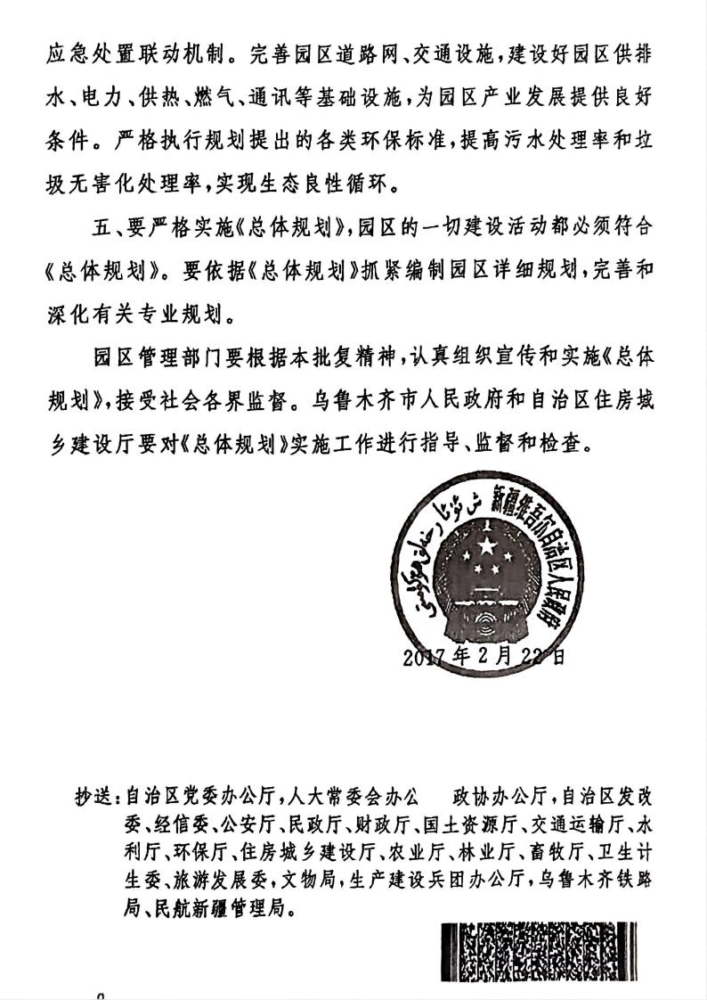 应急处置联动机制。完善园区道路网、交通设施,建设好园区供排
水、电力、供热、燃气、通讯等基础设施,为园区产业发展提供良好
条件。严格执行规划提出的各类环保标准,提高污水处理率和垃
圾无害化处理率,实现生态良性循环。
五、要严格实施《总体规划》,园区的一切建设活动都必须符合
《总体规划》。要依据《总体规划》抓紧编制园区详细规划,完善和
深化有关专业规划。
园区管理部门要根据本批复精神,认真组织宣传和实施《总体
规划》,接受社会各界监督。乌鲁木齐市人民政府和自治区住房城
乡建设厅要对《总体规划》实施工作进行指导、监督和检查。
新疆维吾尔自治区人民政府
2017年2月22日
抄送:自治区党委办公厅,人大常委会办公 政协办公厅,自治区发改
委、经信委、公安厅、民政厅、财政厅、国土资源厅、交通运输厅、水
利厅、环保厅、住房城乡建设厅、农业厅、林业厅、畜牧厅、卫生计
生委、旅游发展委,文物局,生产建设兵团办公厅,乌鲁木齐铁路
局、民航新疆管理局。